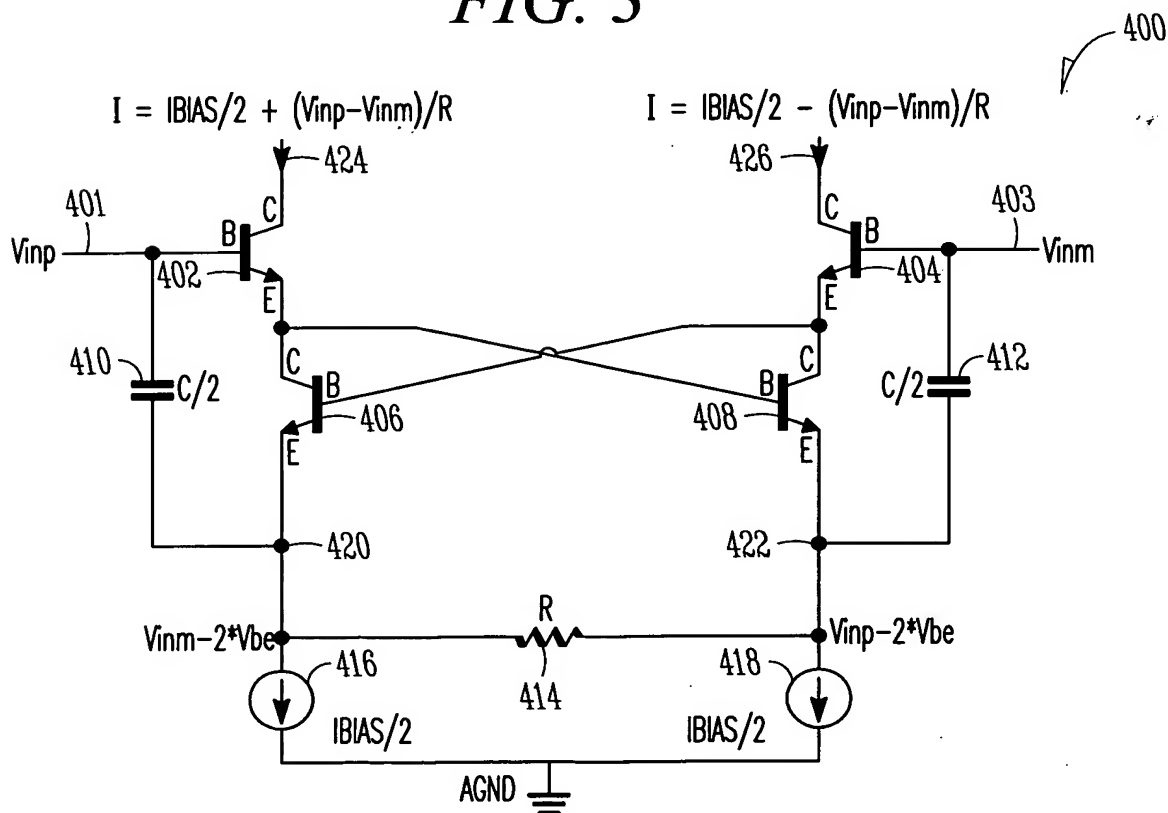 FIG. 5
400
I = IBIAS/2 + (Vinp-Vinm)/R
I = IBIAS/2 - (Vinp-Vinm)/R
424
426
401
403
C
C
Vinp
B
B
Vinm
402
404
E
E
410
C/2
C
B
406
E
C
B
408
E
C/2
412
420
422
R
Vinm-2*Vbe
Vinp-2*Vbe
416
414
418
IBIAS/2
IBIAS/2
AGND